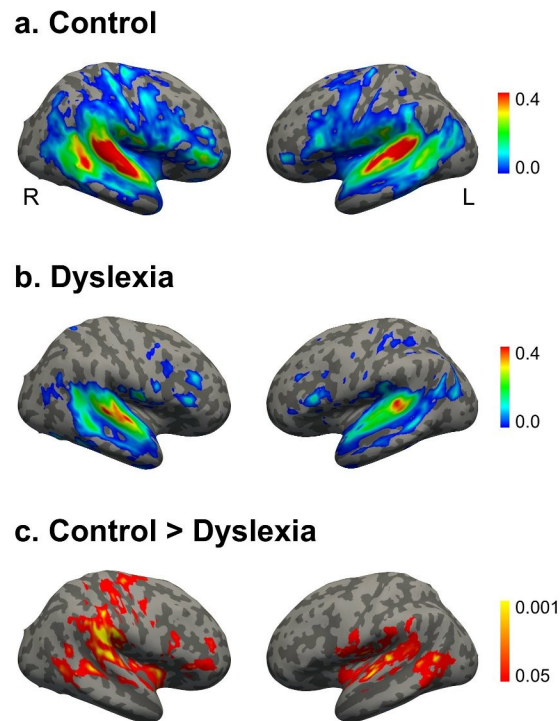 a. Control
0.4
0.0
R
L
b. Dyslexia
0.4
0.0
c. Control > Dyslexia
0.001
0.05